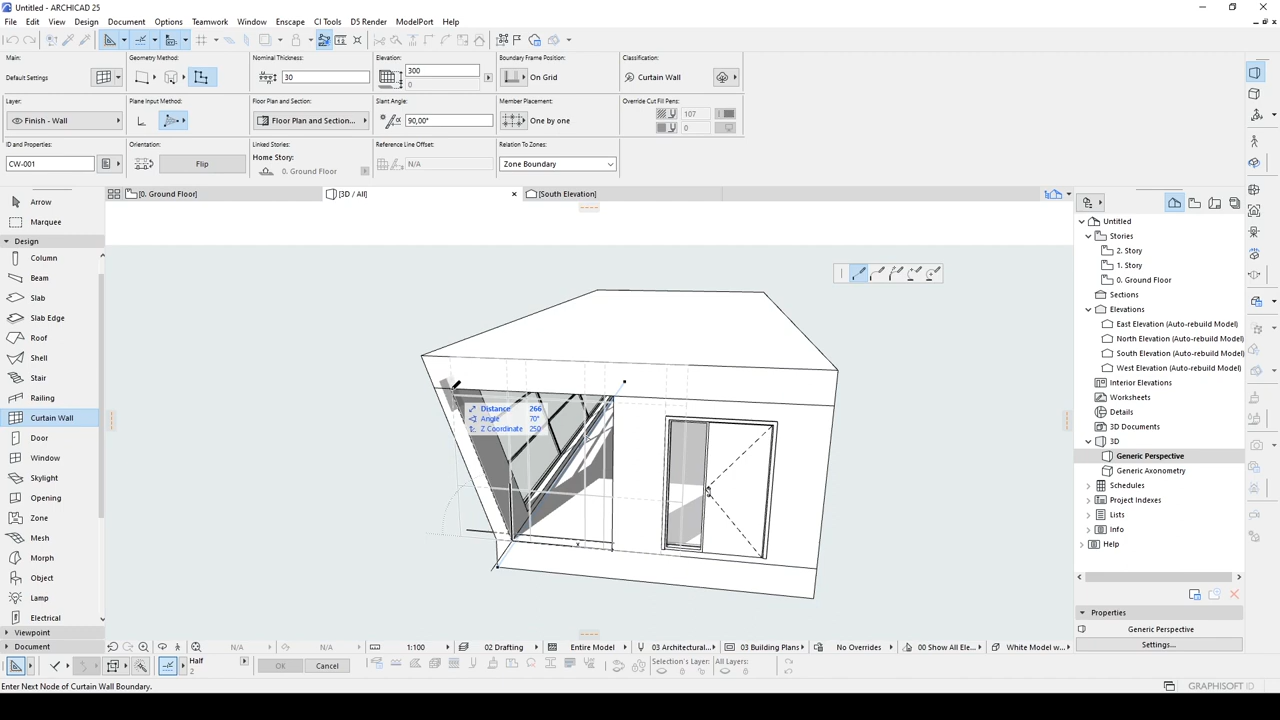 Untitled - ARCHICAD 25
File Edit View Design Document Options Teamwork Window Enscape CI Tools D5 Render ModelPort Help
Main: Geometry Method: Nominal Thickness: Elevation: Boundary Frame Position: Classification:
Default Settings 30 300 0 On Grid Curtain Wall
Layer: Plane Input Method: Floor Plan and Section: Slant Angle: Member Placement: Override Cut Fill Pens:
Finish - Wall Floor Plan and Section... 90,00° One by one 107 0
ID and Properties: Orientation: Linked Stories: Reference Line Offset: Relation To Zones:
CW-001 Flip Home Story: 0. Ground Floor N/A Zone Boundary
[0. Ground Floor] [3D / All] [South Elevation]
Arrow
Marquee
Design
Column
Beam
Slab
Slab Edge
Roof
Shell
Stair
Railing
Curtain Wall
Door
Window
Skylight
Opening
Zone
Mesh
Morph
Object
Lamp
Electrical
Viewpoint
Document
Distance 266
Angle 70°
Z Coordinate 250
Untitled
Stories
2. Story
1. Story
0. Ground Floor
Sections
Elevations
East Elevation (Auto-rebuild Model)
North Elevation (Auto-rebuild Model)
South Elevation (Auto-rebuild Model)
West Elevation (Auto-rebuild Model)
Interior Elevations
Worksheets
Details
3D Documents
3D
Generic Perspective
Generic Axonometry
Schedules
Project Indexes
Lists
Info
Help
Properties
Generic Perspective
Settings...
N/A N/A 1:100 02 Drafting Entire Model 03 Architectural... 03 Building Plans No Overrides 00 Show All Ele... White Model w...
Half
2
OK Cancel Selection's Layer: All Layers:
Enter Next Node of Curtain Wall Boundary.
GRAPHISOFT